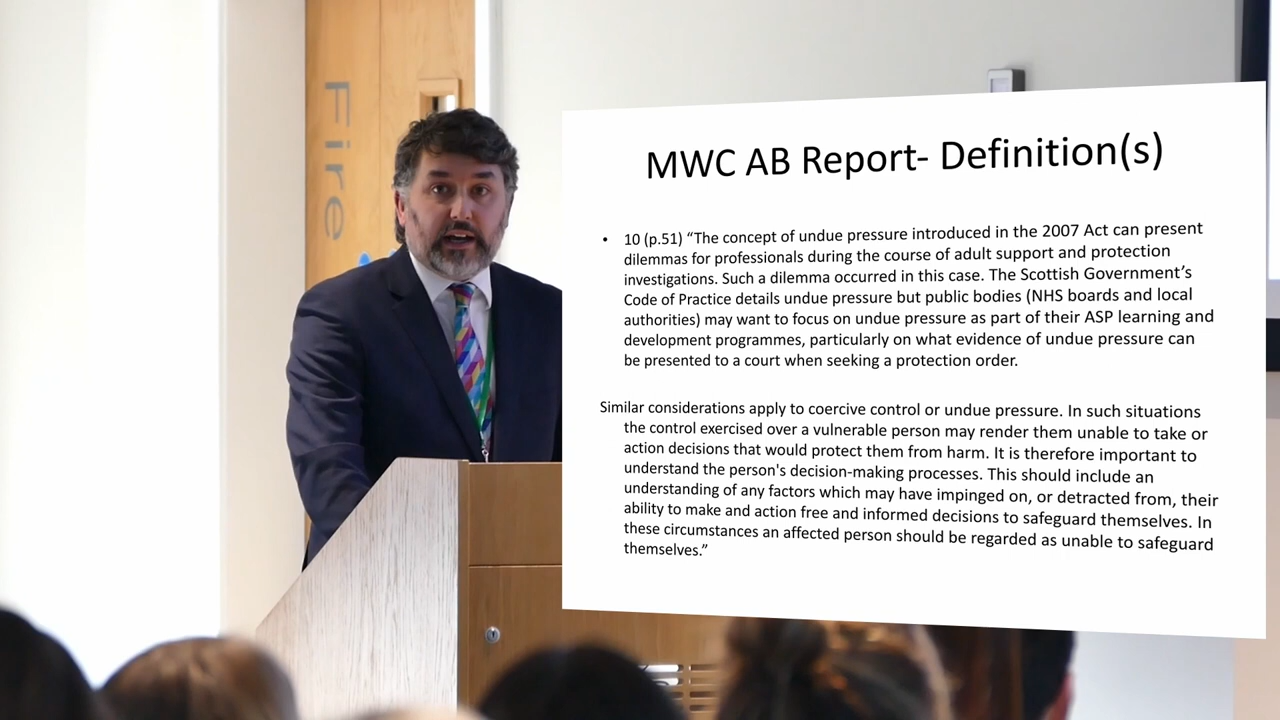 Fire
MWC AB Report- Definition(s)
• 10 (p.51) “The concept of undue pressure introduced in the 2007 Act can present
dilemmas for professionals during the course of adult support and protection
investigations. Such a dilemma occurred in this case. The Scottish Government’s
Code of Practice details undue pressure but public bodies (NHS boards and local
authorities) may want to focus on undue pressure as part of their ASP learning and
development programmes, particularly on what evidence of undue pressure can
be presented to a court when seeking a protection order.
Similar considerations apply to coercive control or undue pressure. In such situations
the control exercised over a vulnerable person may render them unable to take or
action decisions that would protect them from harm. It is therefore important to
understand the person's decision-making processes. This should include an
understanding of any factors which may have impinged on, or detracted from, their
ability to make and action free and informed decisions to safeguard themselves. In
these circumstances an affected person should be regarded as unable to safeguard
themselves.”